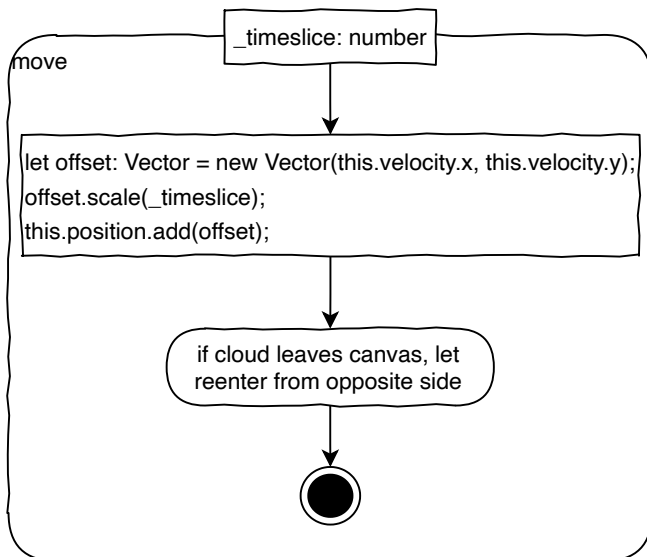 _timeslice: number
move
let offset: Vector = new Vector(this.velocity.x, this.velocity.y);
offset.scale(_timeslice);
this.position.add(offset);
if cloud leaves canvas, let
reenter from opposite side